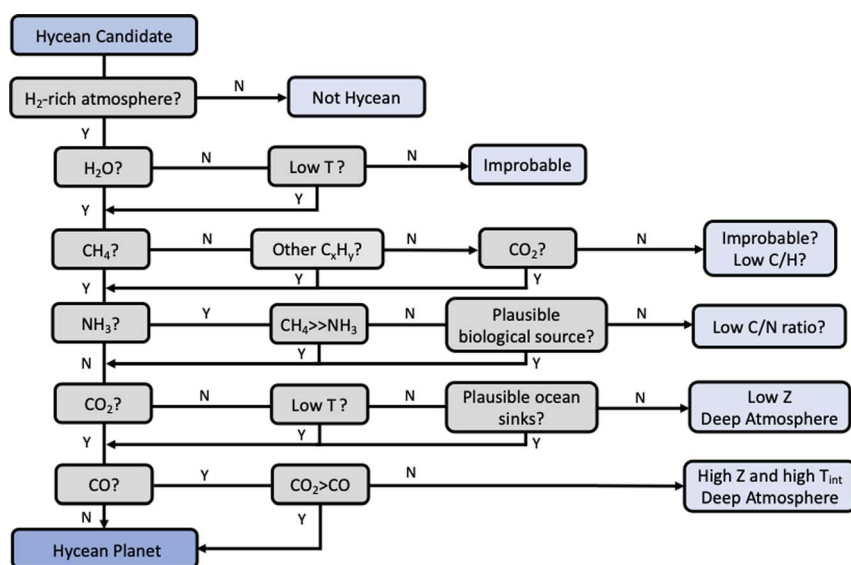 Hycean Candidate
H₂-rich atmosphere?
N
Not Hycean
Y
H₂O?
N
Low T?
N
Improbable
Y
Y
CH₄?
N
Other CₓHᵧ?
N
CO₂?
N
Improbable?
Low C/H?
Y
Y
Y
NH₃?
Y
CH₄>>NH₃
N
Plausible
biological source?
N
Low C/N ratio?
N
Y
Y
CO₂?
N
Low T?
N
Plausible ocean
sinks?
N
Low Z
Deep Atmosphere
Y
Y
Y
CO?
Y
CO₂>CO
N
High Z and high Tᵢₙₜ
Deep Atmosphere
N
Y
Hycean Planet